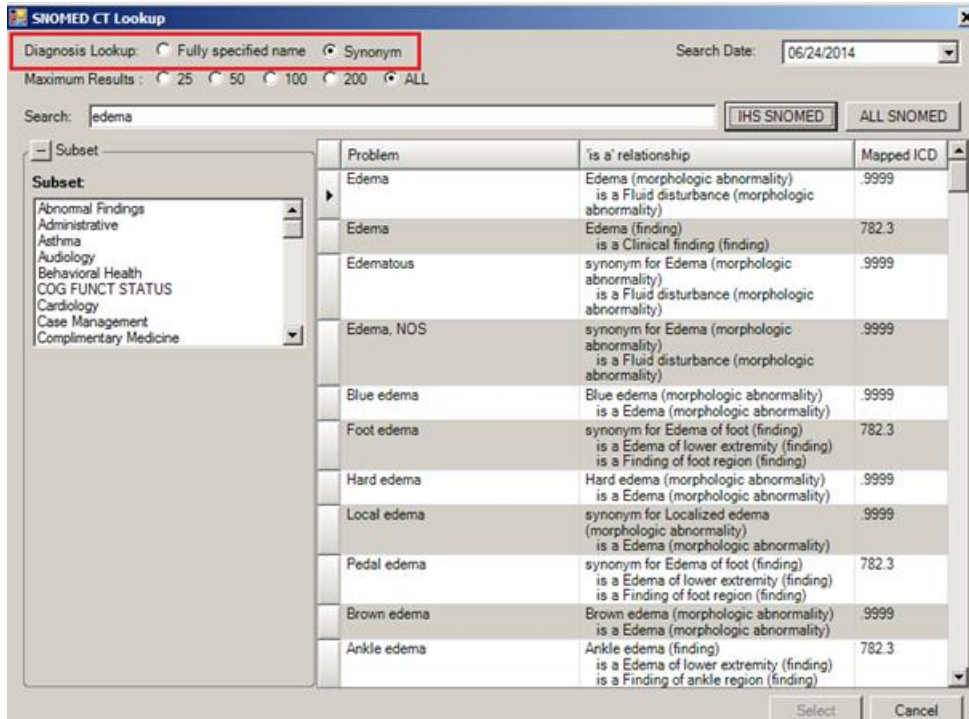 SNOMED CT Lookup
Diagnosis Lookup: Fully specified name Synonym Search Date: 06/24/2014
Maximum Results : 25 50 100 200 ALL
Search: edema IHS SNOMED ALL SNOMED
Subset
Subset:
Abnormal Findings
Administrative
Asthma
Audiology
Behavioral Health
COG FUNCT STATUS
Cardiology
Case Management
Complimentary Medicine
Problem 'is a' relationship Mapped ICD
Edema Edema (morphologic abnormality) .9999
is a Fluid disturbance (morphologic
abnormality)
Edema Edema (finding) 782.3
is a Clinical finding (finding)
Edematous synonym for Edema (morphologic .9999
abnormality)
is a Fluid disturbance (morphologic
abnormality)
Edema, NOS synonym for Edema (morphologic .9999
abnormality)
is a Fluid disturbance (morphologic
abnormality)
Blue edema Blue edema (morphologic abnormality) .9999
is a Edema (morphologic abnormality)
Foot edema synonym for Edema of foot (finding) 782.3
is a Edema of lower extremity (finding)
is a Finding of foot region (finding)
Hard edema Hard edema (morphologic abnormality) .9999
is a Edema (morphologic abnormality)
Local edema synonym for Localized edema .9999
(morphologic abnormality)
is a Edema (morphologic abnormality)
Pedal edema synonym for Edema of foot (finding) 782.3
is a Edema of lower extremity (finding)
is a Finding of foot region (finding)
Brown edema Brown edema (morphologic abnormality) .9999
is a Edema (morphologic abnormality)
Ankle edema Ankle edema (finding) 782.3
is a Edema of lower extremity (finding)
is a Finding of ankle region (finding)
Select Cancel